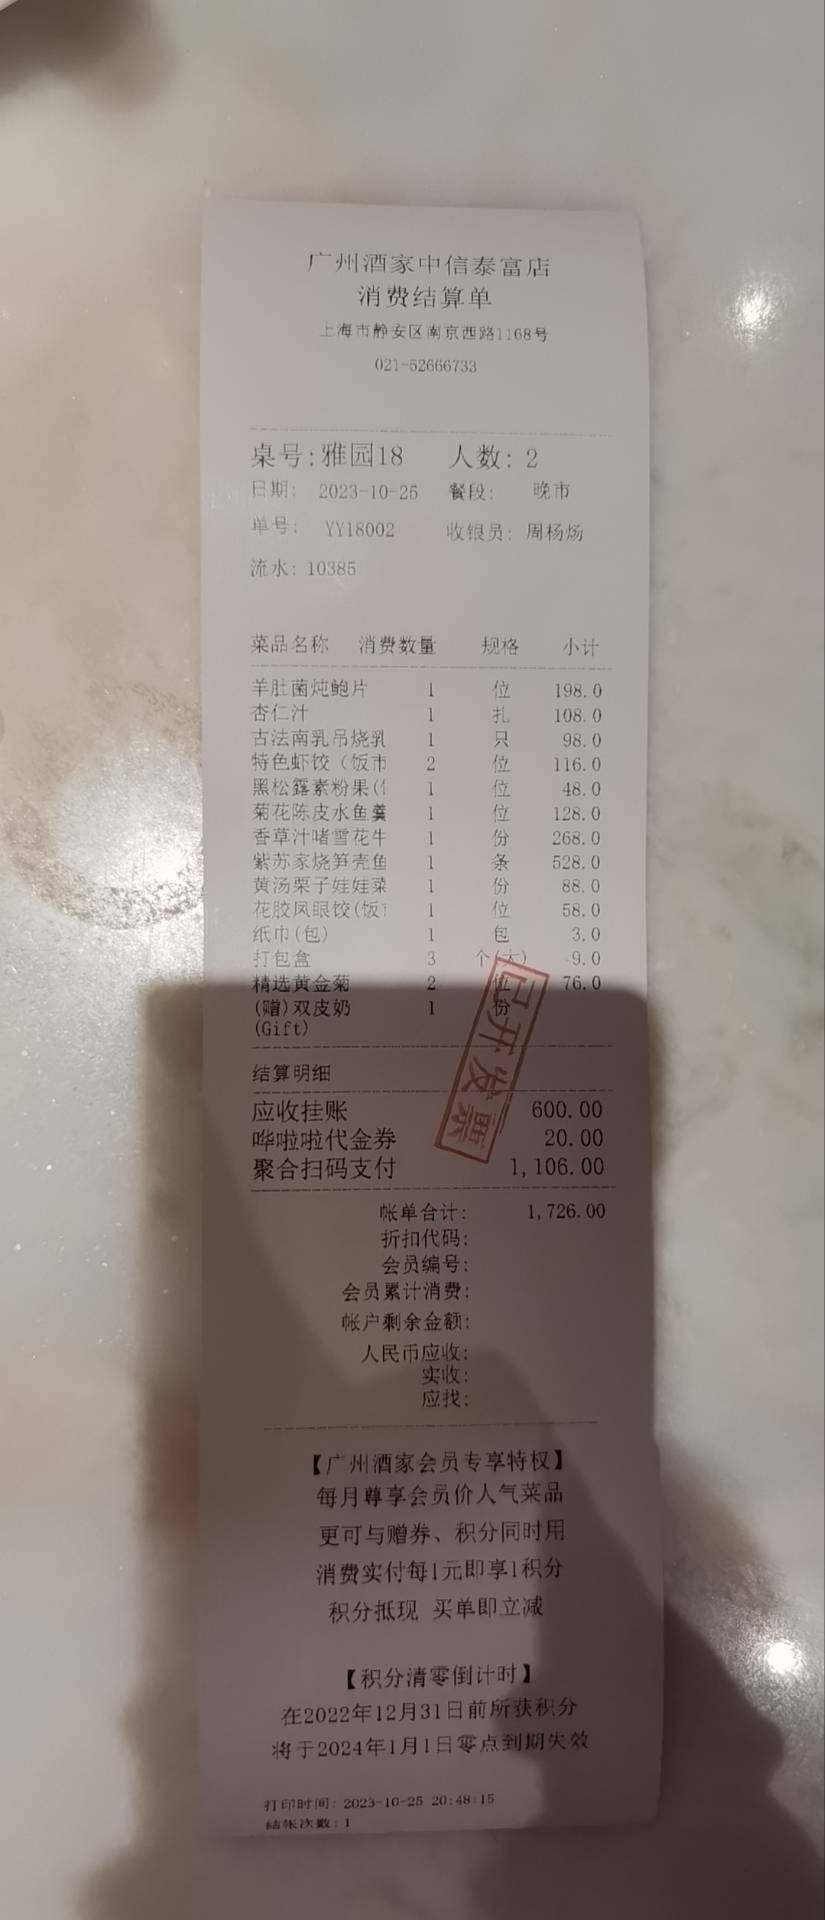 广州酒家中信泰富店
消费结算单
上海市静安区南京西路1168号
021-52666733
桌号:雅园18 人数: 2
日期: 2023-10-25 餐段: 晚市
单号: YY18002 收银员: 周杨炀
流水: 10385
菜品名称 消费数量 规格 小计
羊肚菌炖鲍片 1 位 198.0
杏仁汁 1 扎 108.0
古法南乳吊烧乳 1 只 98.0
特色虾饺（饭市 2 位 116.0
黑松露素粉果( 1 位 48.0
菊花陈皮水鱼羹 1 位 128.0
香草汁啫雪花牛 1 份 268.0
紫苏家烧笋壳鱼 1 条 528.0
黄汤栗子娃娃菜 1 份 88.0
花胶凤眼饺(饭 1 位 58.0
纸巾(包) 1 包 3.0
打包盒 3 个(大) 9.0
精选黄金菊 2 位 76.0
(赠)双皮奶 1 份
(Gift)
已开发票
结算明细
应收挂账 600.00
哗啦啦代金券 20.00
聚合扫码支付 1,106.00
帐单合计: 1,726.00
折扣代码:
会员编号:
会员累计消费:
帐户剩余金额:
人民币应收:
实收:
应找:
【广州酒家会员专享特权】
每月尊享会员价人气菜品
更可与赠券、积分同时用
消费实付每1元即享1积分
积分抵现 买单即立减
【积分清零倒计时】
在2022年12月31日前所获积分
将于2024年1月1日零点到期失效
打印时间: 2023-10-25 20:48:15
结帐次数: 1